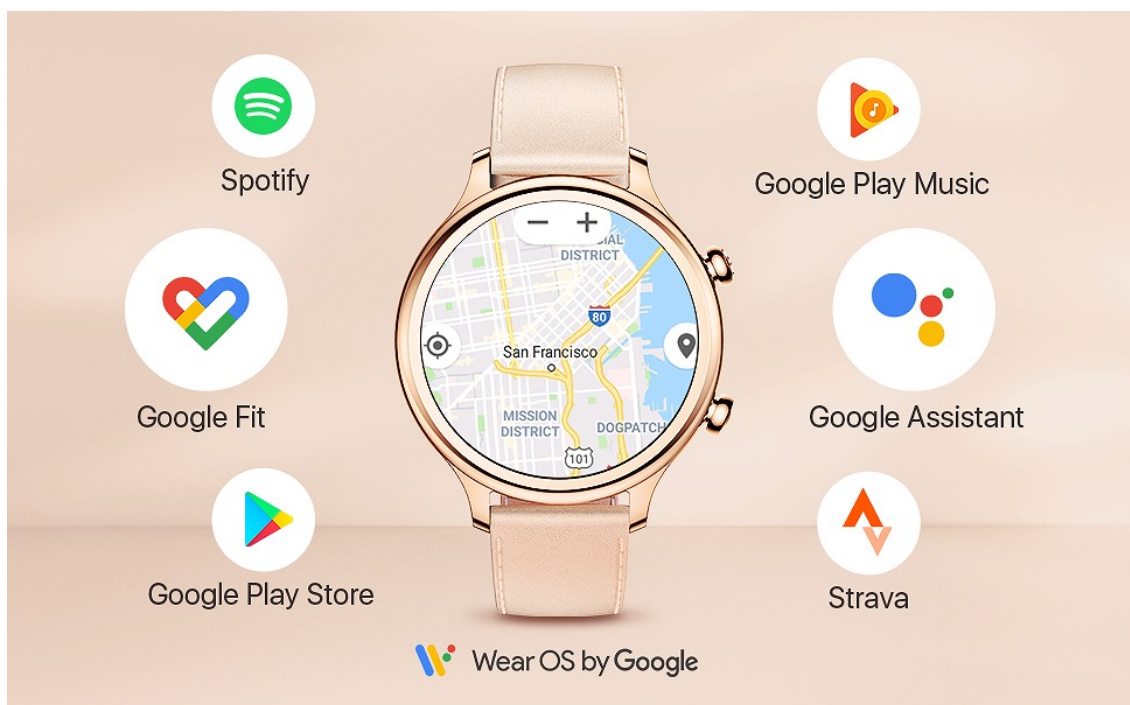 Spotify
Google Play Music
DISTRICT
80
San Francisco
Google Fit
Google Assistant
MISSION
DISTRICT
DOGPATCH
101
Google Play Store
Strava
Wear OS by Google